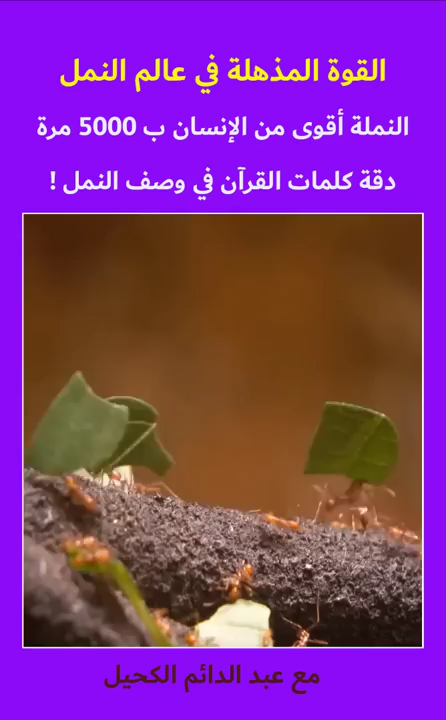 القوة المذهلة في عالم النمل
النملة أقوى من الإنسان ب 5000 مرة
دقة كلمات القرآن في وصف النمل !
مع عبد الدائم الكحيل